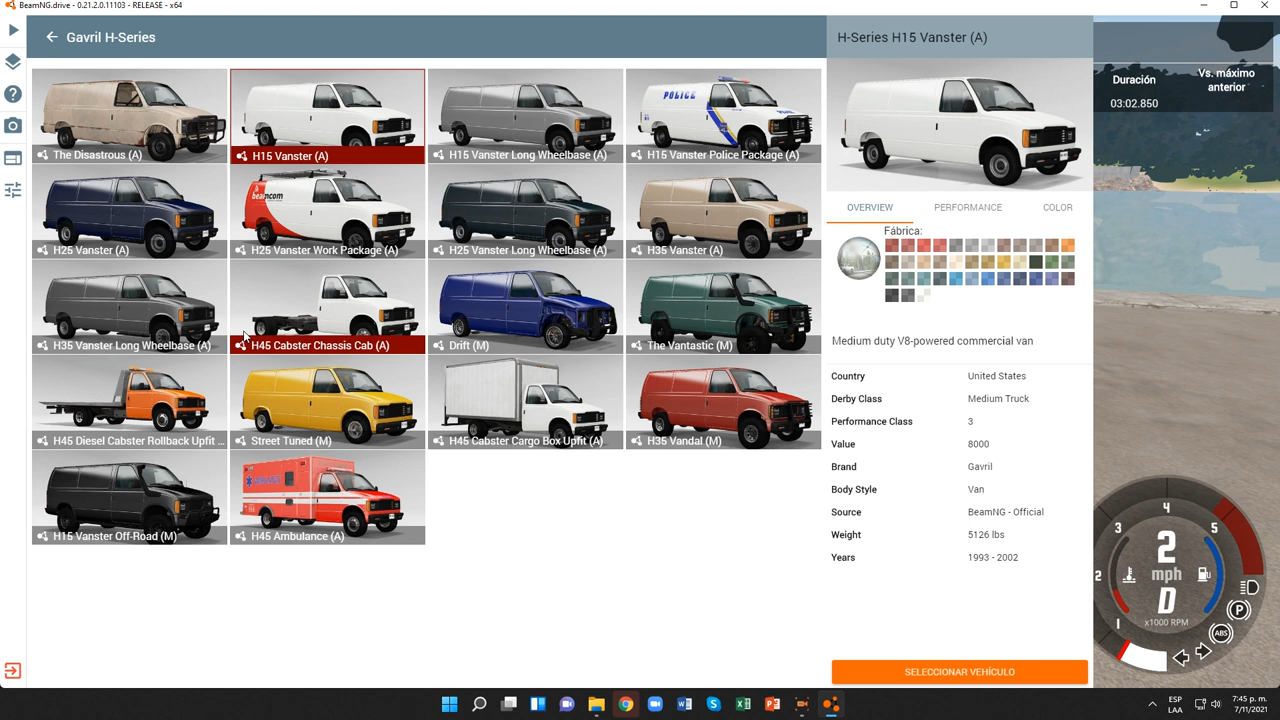 BeamNG.drive - 0.21.2.0.11103 - RELEASE - x64
Gavril H-Series
H-Series H15 Vanster (A)
Duración
Vs. máximo anterior
03:02.850
The Disastrous (A)
H15 Vanster (A)
H15 Vanster Long Wheelbase (A)
POLICE
H15 Vanster Police Package (A)
H25 Vanster (A)
beamcom
H25 Vanster Work Package (A)
H25 Vanster Long Wheelbase (A)
H35 Vanster (A)
H35 Vanster Long Wheelbase (A)
H45 Cabster Chassis Cab (A)
Drift (M)
The Vantastic (M)
H45 Diesel Cabster Rollback Upfit ...
Street Tuned (M)
H45 Cabster Cargo Box Upfit (A)
H35 Vandal (M)
H15 Vanster Off-Road (M)
H45 Ambulance (A)
OVERVIEW
PERFORMANCE
COLOR
Fábrica:
Medium duty V8-powered commercial van
Country United States
Derby Class Medium Truck
Performance Class 3
Value 8000
Brand Gavril
Body Style Van
Source BeamNG - Official
Weight 5126 lbs
Years 1993 - 2002
SELECCIONAR VEHÍCULO
1
2
3
4
5
2
mph
D
x1000 RPM
P
ABS
ESP
LAA
7:45 p. m.
7/11/2021